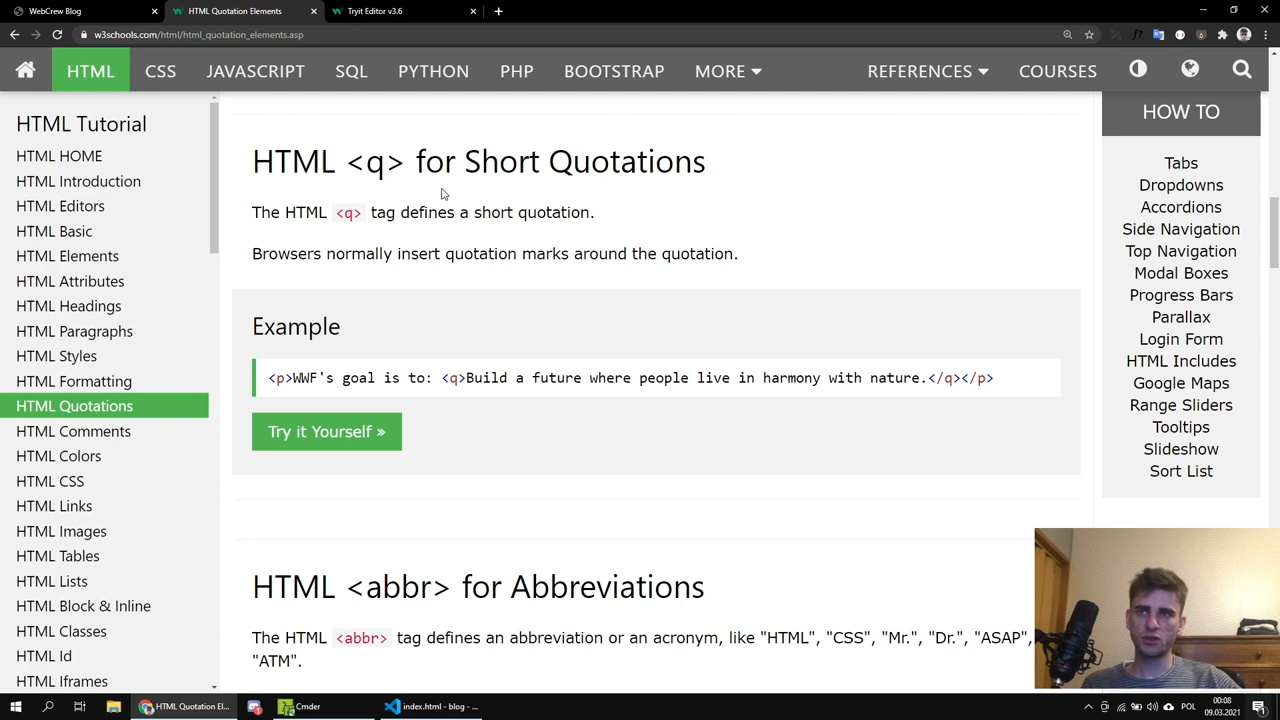 WebCrew Blog
HTML Quotation Elements
Tryit Editor v3.6
w3schools.com/html/html_quotation_elements.asp
HTML CSS JAVASCRIPT SQL PYTHON PHP BOOTSTRAP MORE REFERENCES COURSES
HTML Tutorial
HTML HOME
HTML Introduction
HTML Editors
HTML Basic
HTML Elements
HTML Attributes
HTML Headings
HTML Paragraphs
HTML Styles
HTML Formatting
HTML Quotations
HTML Comments
HTML Colors
HTML CSS
HTML Links
HTML Images
HTML Tables
HTML Lists
HTML Block & Inline
HTML Classes
HTML Id
HTML Iframes
HTML <q> for Short Quotations
The HTML <q> tag defines a short quotation.
Browsers normally insert quotation marks around the quotation.
Example
<p>WWF's goal is to: <q>Build a future where people live in harmony with nature.</q></p>
Try it Yourself »
HTML <abbr> for Abbreviations
The HTML <abbr> tag defines an abbreviation or an acronym, like "HTML", "CSS", "Mr.", "Dr.", "ASAP",
"ATM".
HOW TO
Tabs
Dropdowns
Accordions
Side Navigation
Top Navigation
Modal Boxes
Progress Bars
Parallax
Login Form
HTML Includes
Google Maps
Range Sliders
Tooltips
Slideshow
Sort List
HTML Quotation El...
Cmder
index.html - blog - ...
POL
00:08
09.03.2021